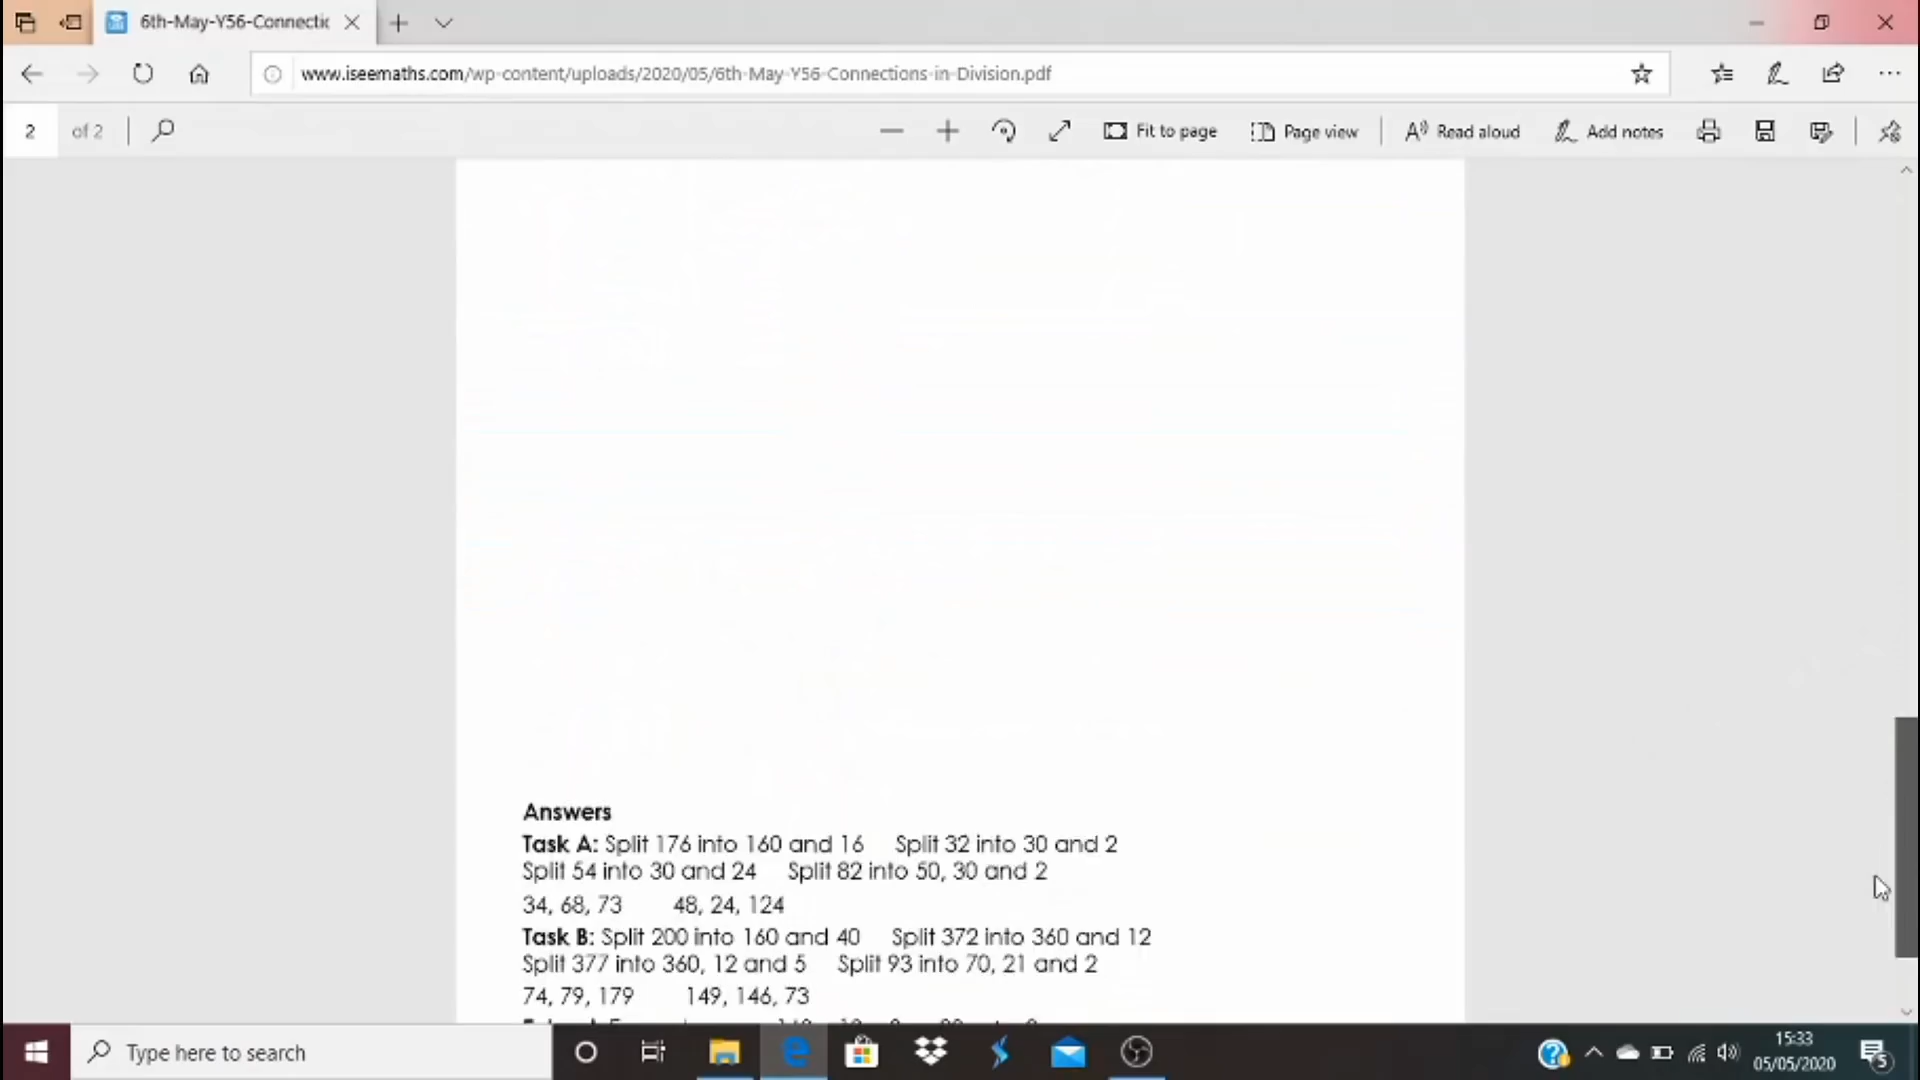 6th-May-Y56-Connectic
www.iseemaths.com/wp-content/uploads/2020/05/6th-May-Y56-Connections-in-Division.pdf
2 of 2 Fit to page Page view Read aloud Add notes
Answers
Task A: Split 176 into 160 and 16 Split 32 into 30 and 2
Split 54 into 30 and 24 Split 82 into 50, 30 and 2
34, 68, 73 48, 24, 124
Task B: Split 200 into 160 and 40 Split 372 into 360 and 12
Split 377 into 360, 12 and 5 Split 93 into 70, 21 and 2
74, 79, 179 149, 146, 73
Type here to search
15:33
05/05/2020
5